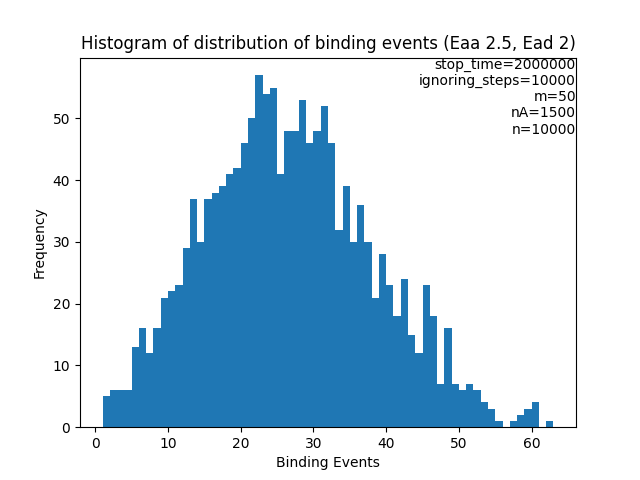 Histogram of distribution of binding events (Eaa 2.5, Ead 2)
stop_time=2000000
ignoring_steps=10000
m=50
nA=1500
n=10000
50
40
30
20
10
0
Frequency
0 10 20 30 40 50 60
Binding Events